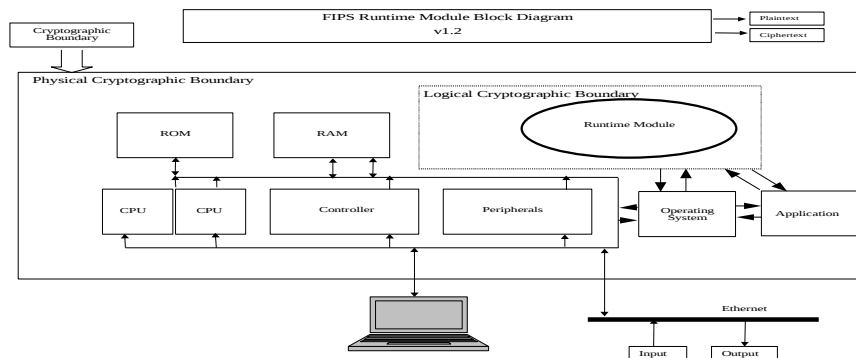 FIPS Runtime Module Block Diagram
v1.2
Plaintext
Ciphertext
Cryptographic
Boundary
Physical Cryptographic Boundary
Logical Cryptographic Boundary
Runtime Module
ROM
RAM
CPU
CPU
Controller
Peripherals
Operating
System
Application
Ethernet
Input
Output